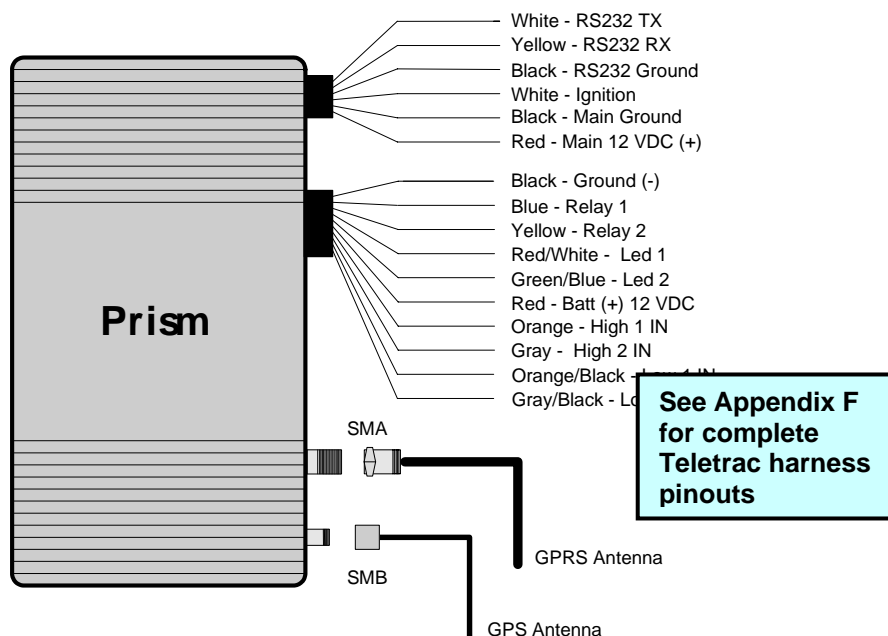 White - RS232 TX
Yellow - RS232 RX
Black - RS232 Ground
White - Ignition
Black - Main Ground
Red - Main 12 VDC (+)
Black - Ground (-)
Blue - Relay 1
Yellow - Relay 2
Red/White - Led 1
Green/Blue - Led 2
Red - Batt (+) 12 VDC
Orange - High 1 IN
Gray - High 2 IN
Orange/Black -
Gray/Black -
Prism
See Appendix F
for complete
Teletrac harness
pinouts
SMA
GPRS Antenna
SMB
GPS Antenna